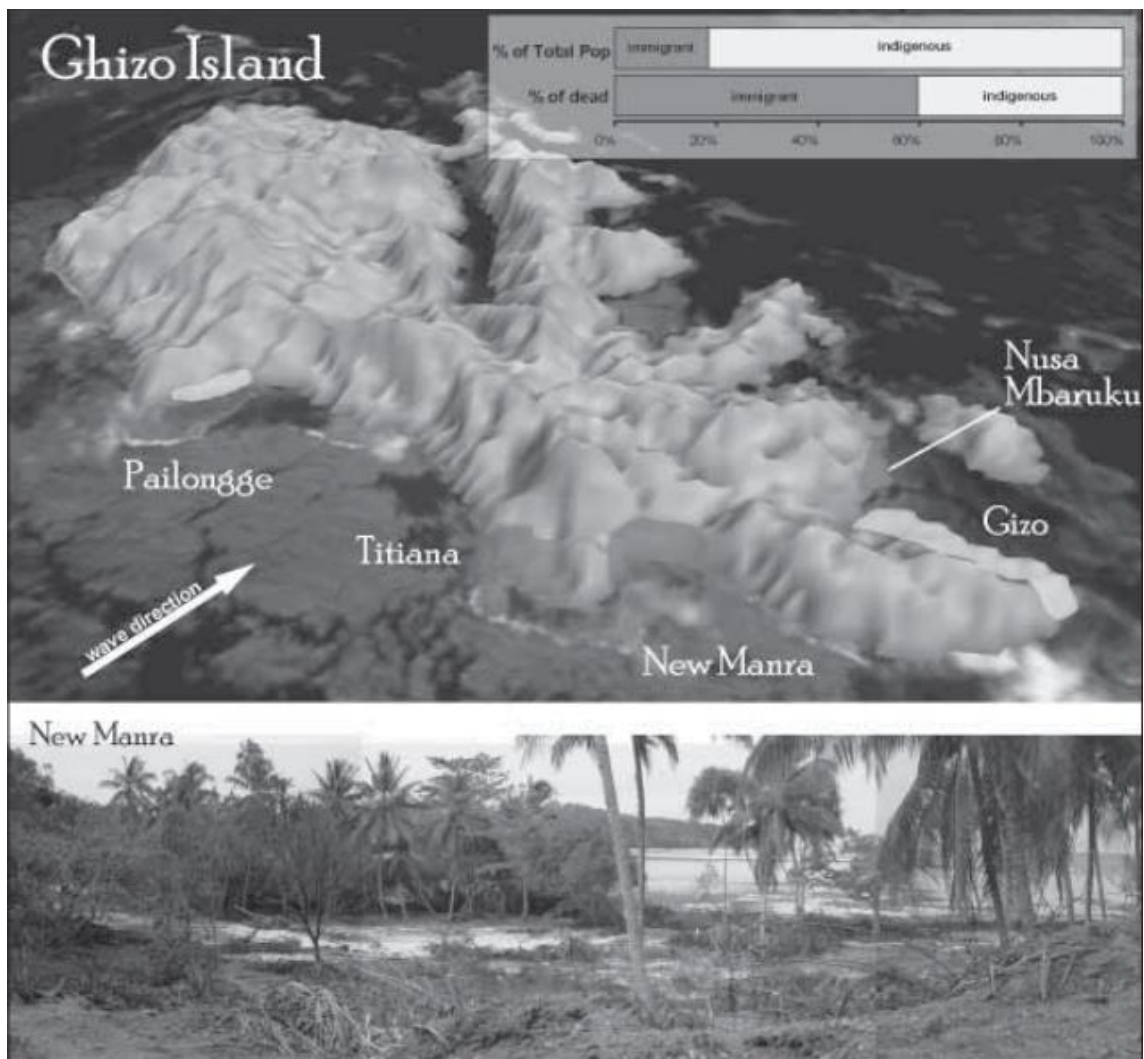 Ghizo Island
% of Total Pop
immigrant
indigenous
% of dead
immigrant
indigenous
0%
20%
40%
60%
80%
100%
Nusa
Mbaruku
Pailongge
Gizo
Titiana
wave direction
New Manra
New Manra